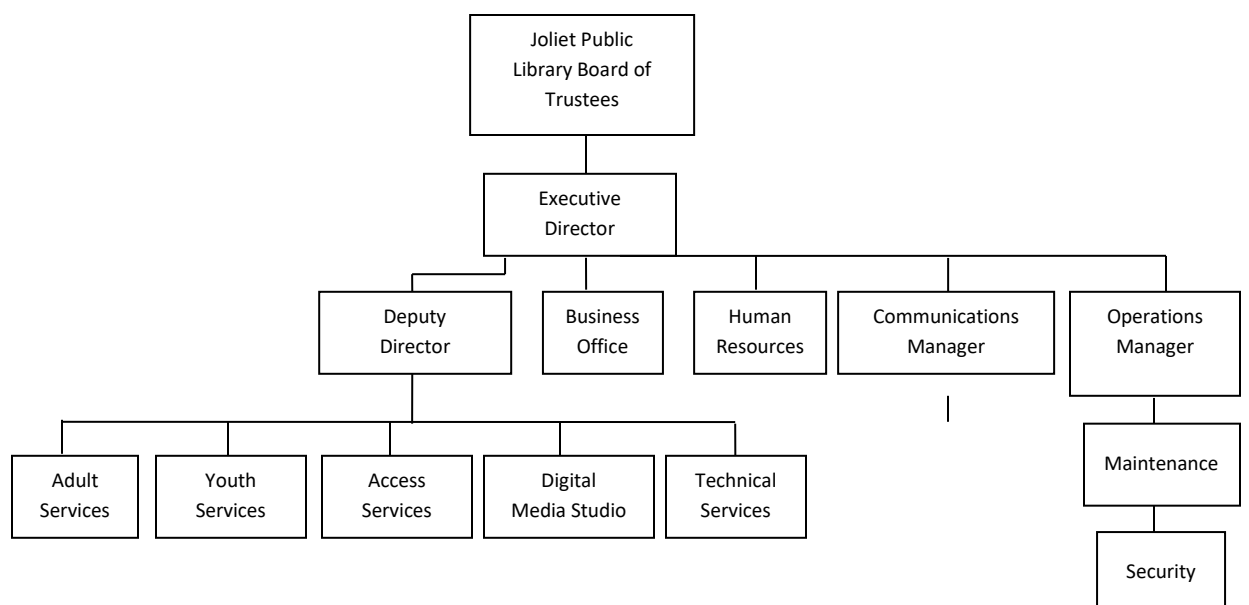 Joliet Public
Library Board of
Trustees
Executive
Director
Deputy
Director
Business
Office
Human
Resources
Communications
Manager
Operations
Manager
Adult
Services
Youth
Services
Access
Services
Digital
Media Studio
Technical
Services
Maintenance
Security